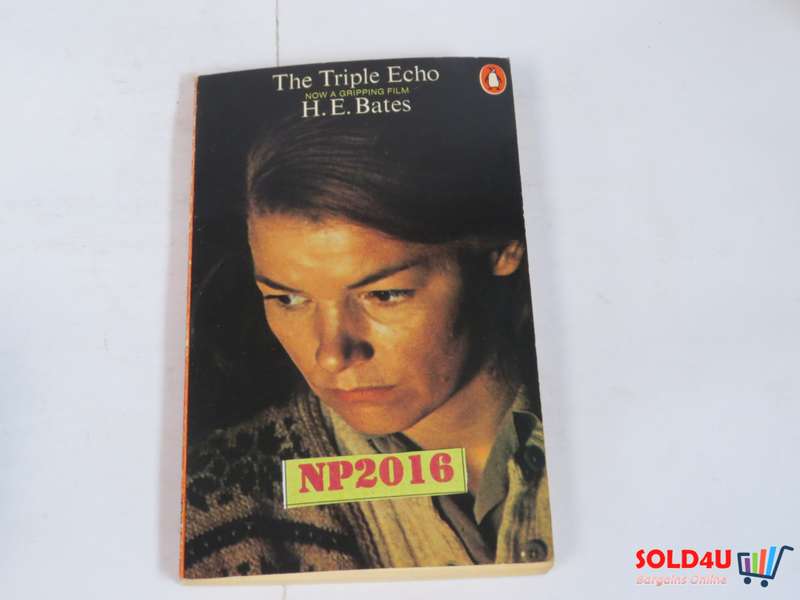 The Triple Echo
NOW A GRIPPING FILM
H. E. Bates
NP2016
SOLD4U
Bargains Online